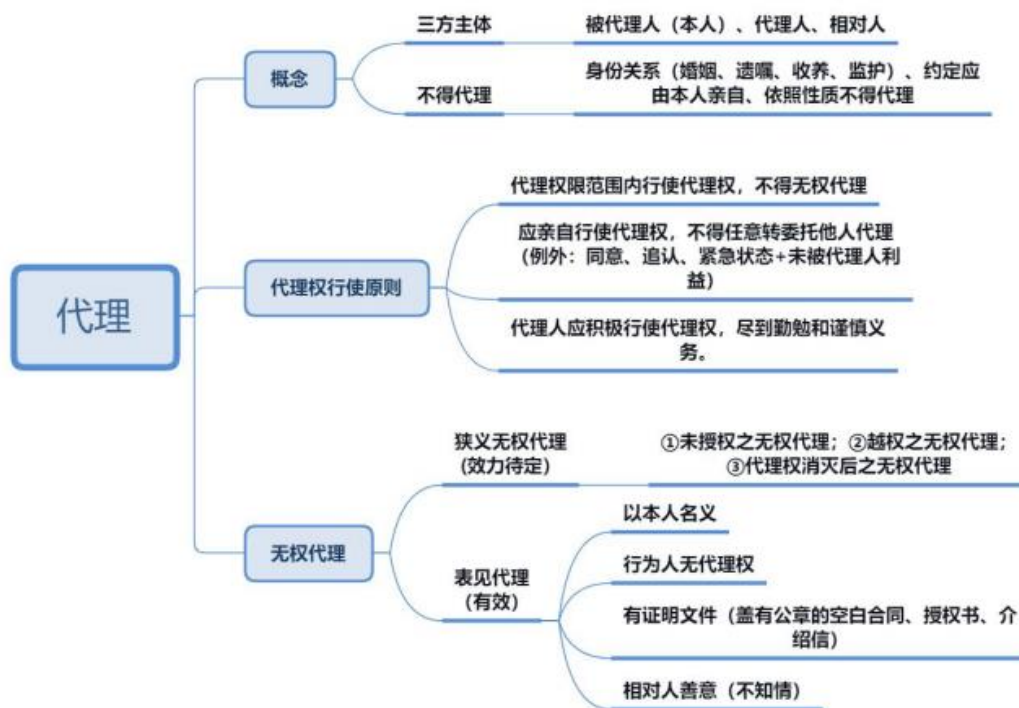 代理
概念
三方主体
被代理人（本人）、代理人、相对人
不得代理
身份关系（婚姻、遗嘱、收养、监护）、约定应
由本人亲自、依照性质不得代理
代理权行使原则
代理权限范围内行使代理权，不得无权代理
应亲自行使代理权，不得任意转委托他人代理
（例外：同意、追认、紧急状态+未被代理人利
益）
代理人应积极行使代理权，尽到勤勉和谨慎义
务。
无权代理
狭义无权代理
（效力待定）
①未授权之无权代理；②越权之无权代理；
③代理权消灭后之无权代理
表见代理
（有效）
以本人名义
行为人无代理权
有证明文件（盖有公章的空白合同、授权书、介
绍信）
相对人善意（不知情）